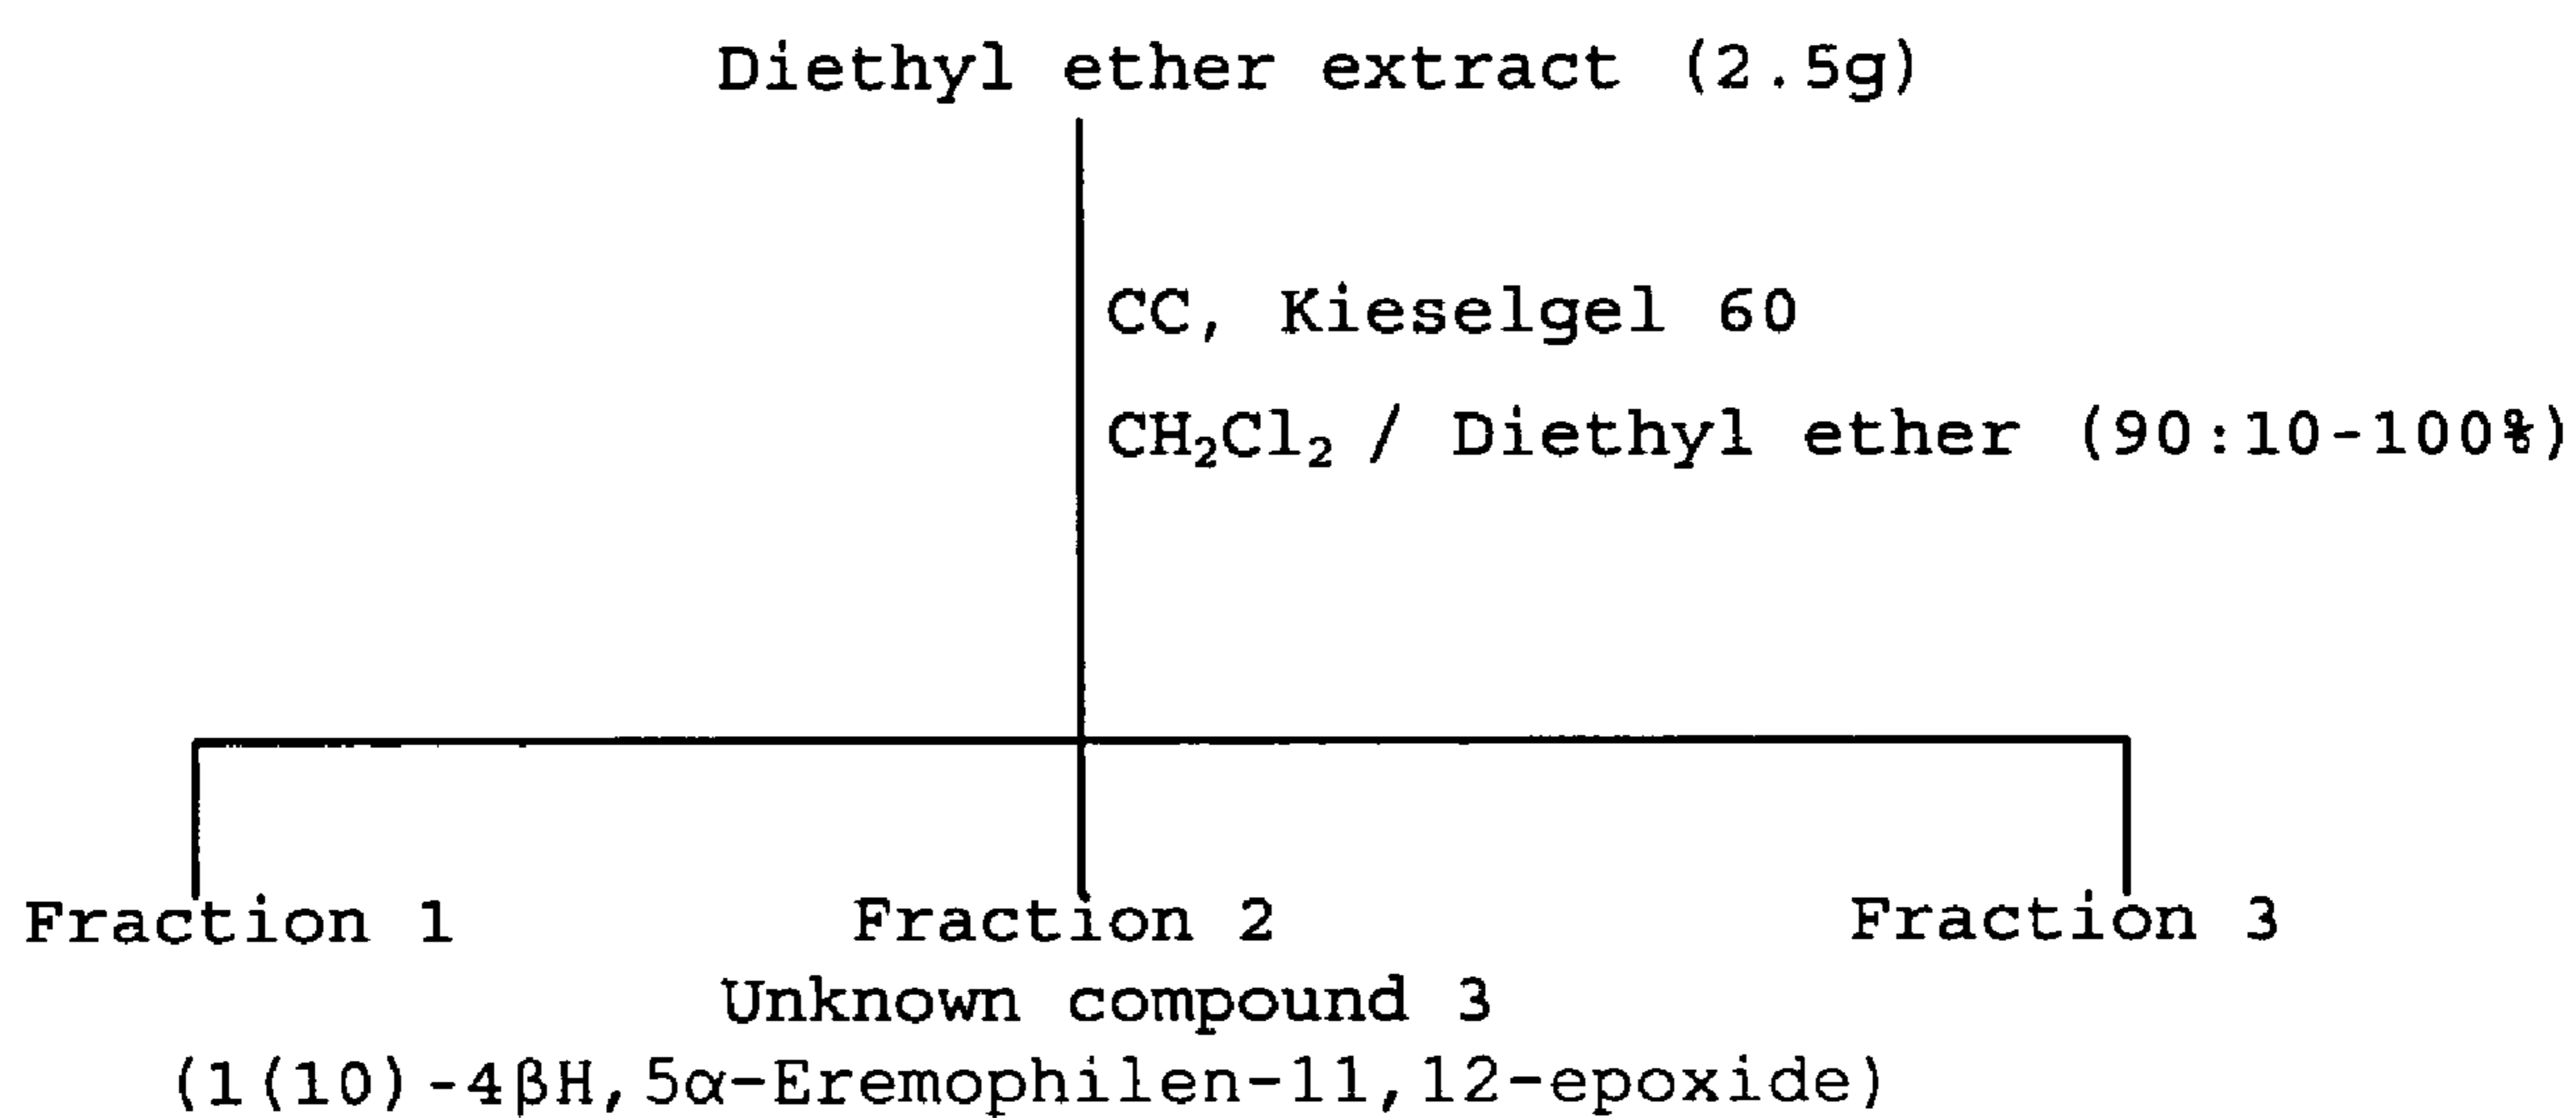 Diethyl ether extract (2.5g)
CC, Kieselgel 60
CH₂Cl₂ / Diethyl ether (90:10-100%)
Fraction 1 Fraction 2 Fraction 3
Unknown compound 3
(1(10)-4βH,5α-Eremophilen-11,12-epoxide)